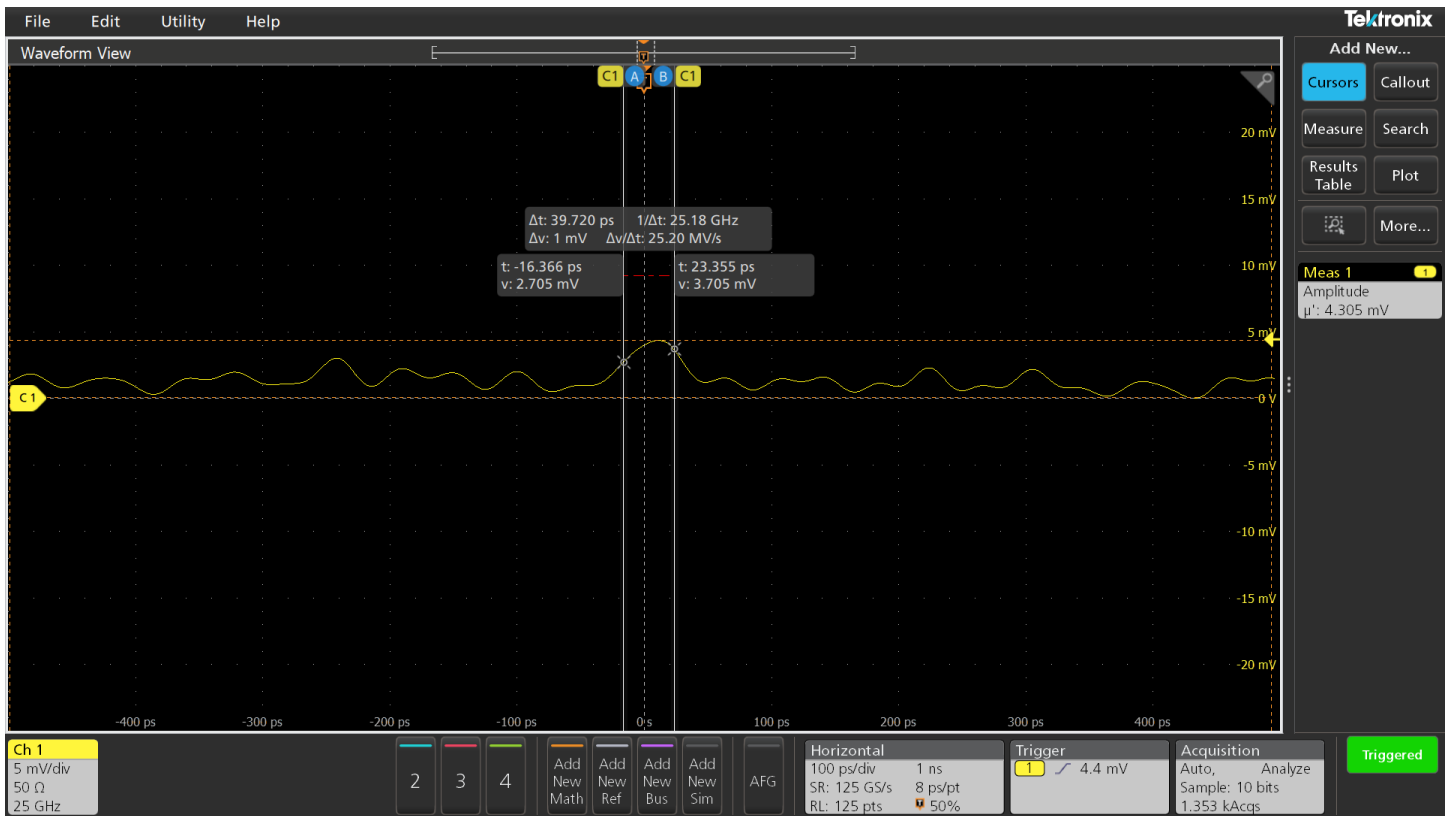 File Edit Utility Help
Tektronix
Waveform View
Add New...
C1 A B C1
Cursors Callout
20 mV
Measure Search
Results Table Plot
15 mV
Δt: 39.720 ps 1/Δt: 25.18 GHz
Δv: 1 mV Δv/Δt: 25.20 MV/s
More...
t: -16.366 ps
v: 2.705 mV
t: 23.355 ps
v: 3.705 mV
10 mV
Meas 1 1
Amplitude
µ': 4.305 mV
5 mV
C1
0 V
-5 mV
-10 mV
-15 mV
-20 mV
-400 ps -300 ps -200 ps -100 ps 0 s 100 ps 200 ps 300 ps 400 ps
Ch 1
5 mV/div
50 Ω
25 GHz
2 3 4
Add New Math
Add New Ref
Add New Bus
Add New Sim
AFG
Horizontal
100 ps/div 1 ns
SR: 125 GS/s 8 ps/pt
RL: 125 pts 50%
Trigger
1 4.4 mV
Acquisition
Auto, Analyze
Sample: 10 bits
1.353 kAcqs
Triggered